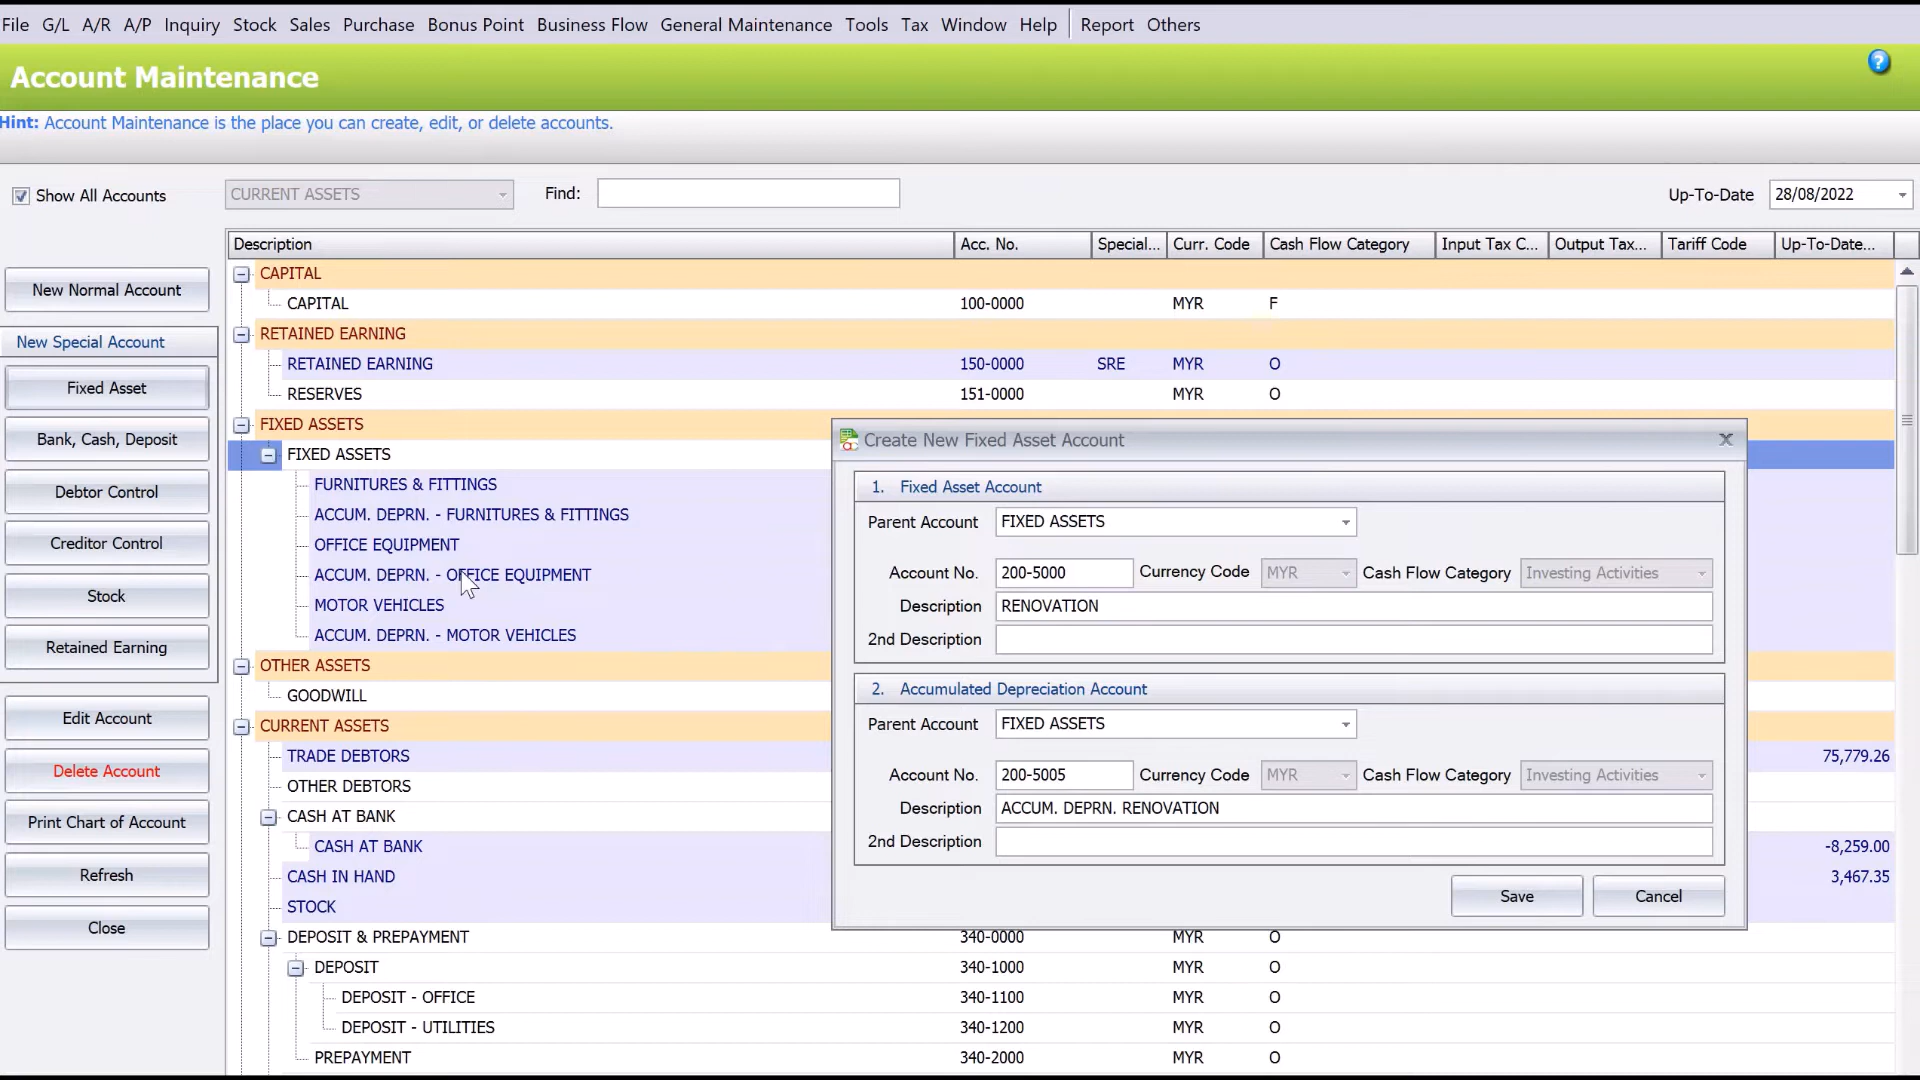 File G/L A/R A/P Inquiry Stock Sales Purchase Bonus Point Business Flow General Maintenance Tools Tax Window Help Report Others
Account Maintenance
?
Hint: Account Maintenance is the place you can create, edit, or delete accounts.
Show All Accounts CURRENT ASSETS Find: Up-To-Date 28/08/2022
Description Acc. No. Special... Curr. Code Cash Flow Category Input Tax C... Output Tax... Tariff Code Up-To-Date...
New Normal Account
New Special Account
Fixed Asset
Bank, Cash, Deposit
Debtor Control
Creditor Control
Stock
Retained Earning
Edit Account
Delete Account
Print Chart of Account
Refresh
Close
CAPITAL
CAPITAL 100-0000 MYR F
RETAINED EARNING
RETAINED EARNING 150-0000 SRE MYR O
RESERVES 151-0000 MYR O
FIXED ASSETS
FIXED ASSETS
FURNITURES & FITTINGS
ACCUM. DEPRN. - FURNITURES & FITTINGS
OFFICE EQUIPMENT
ACCUM. DEPRN. - OFFICE EQUIPMENT
MOTOR VEHICLES
ACCUM. DEPRN. - MOTOR VEHICLES
OTHER ASSETS
GOODWILL
CURRENT ASSETS
TRADE DEBTORS 75,779.26
OTHER DEBTORS
CASH AT BANK
CASH AT BANK -8,259.00
CASH IN HAND 3,467.35
STOCK
DEPOSIT & PREPAYMENT 340-0000 MYR O
DEPOSIT 340-1000 MYR O
DEPOSIT - OFFICE 340-1100 MYR O
DEPOSIT - UTILITIES 340-1200 MYR O
PREPAYMENT 340-2000 MYR O
Create New Fixed Asset Account X
1. Fixed Asset Account
Parent Account FIXED ASSETS
Account No. 200-5000 Currency Code MYR Cash Flow Category Investing Activities
Description RENOVATION
2nd Description
2. Accumulated Depreciation Account
Parent Account FIXED ASSETS
Account No. 200-5005 Currency Code MYR Cash Flow Category Investing Activities
Description ACCUM. DEPRN. RENOVATION
2nd Description
Save Cancel